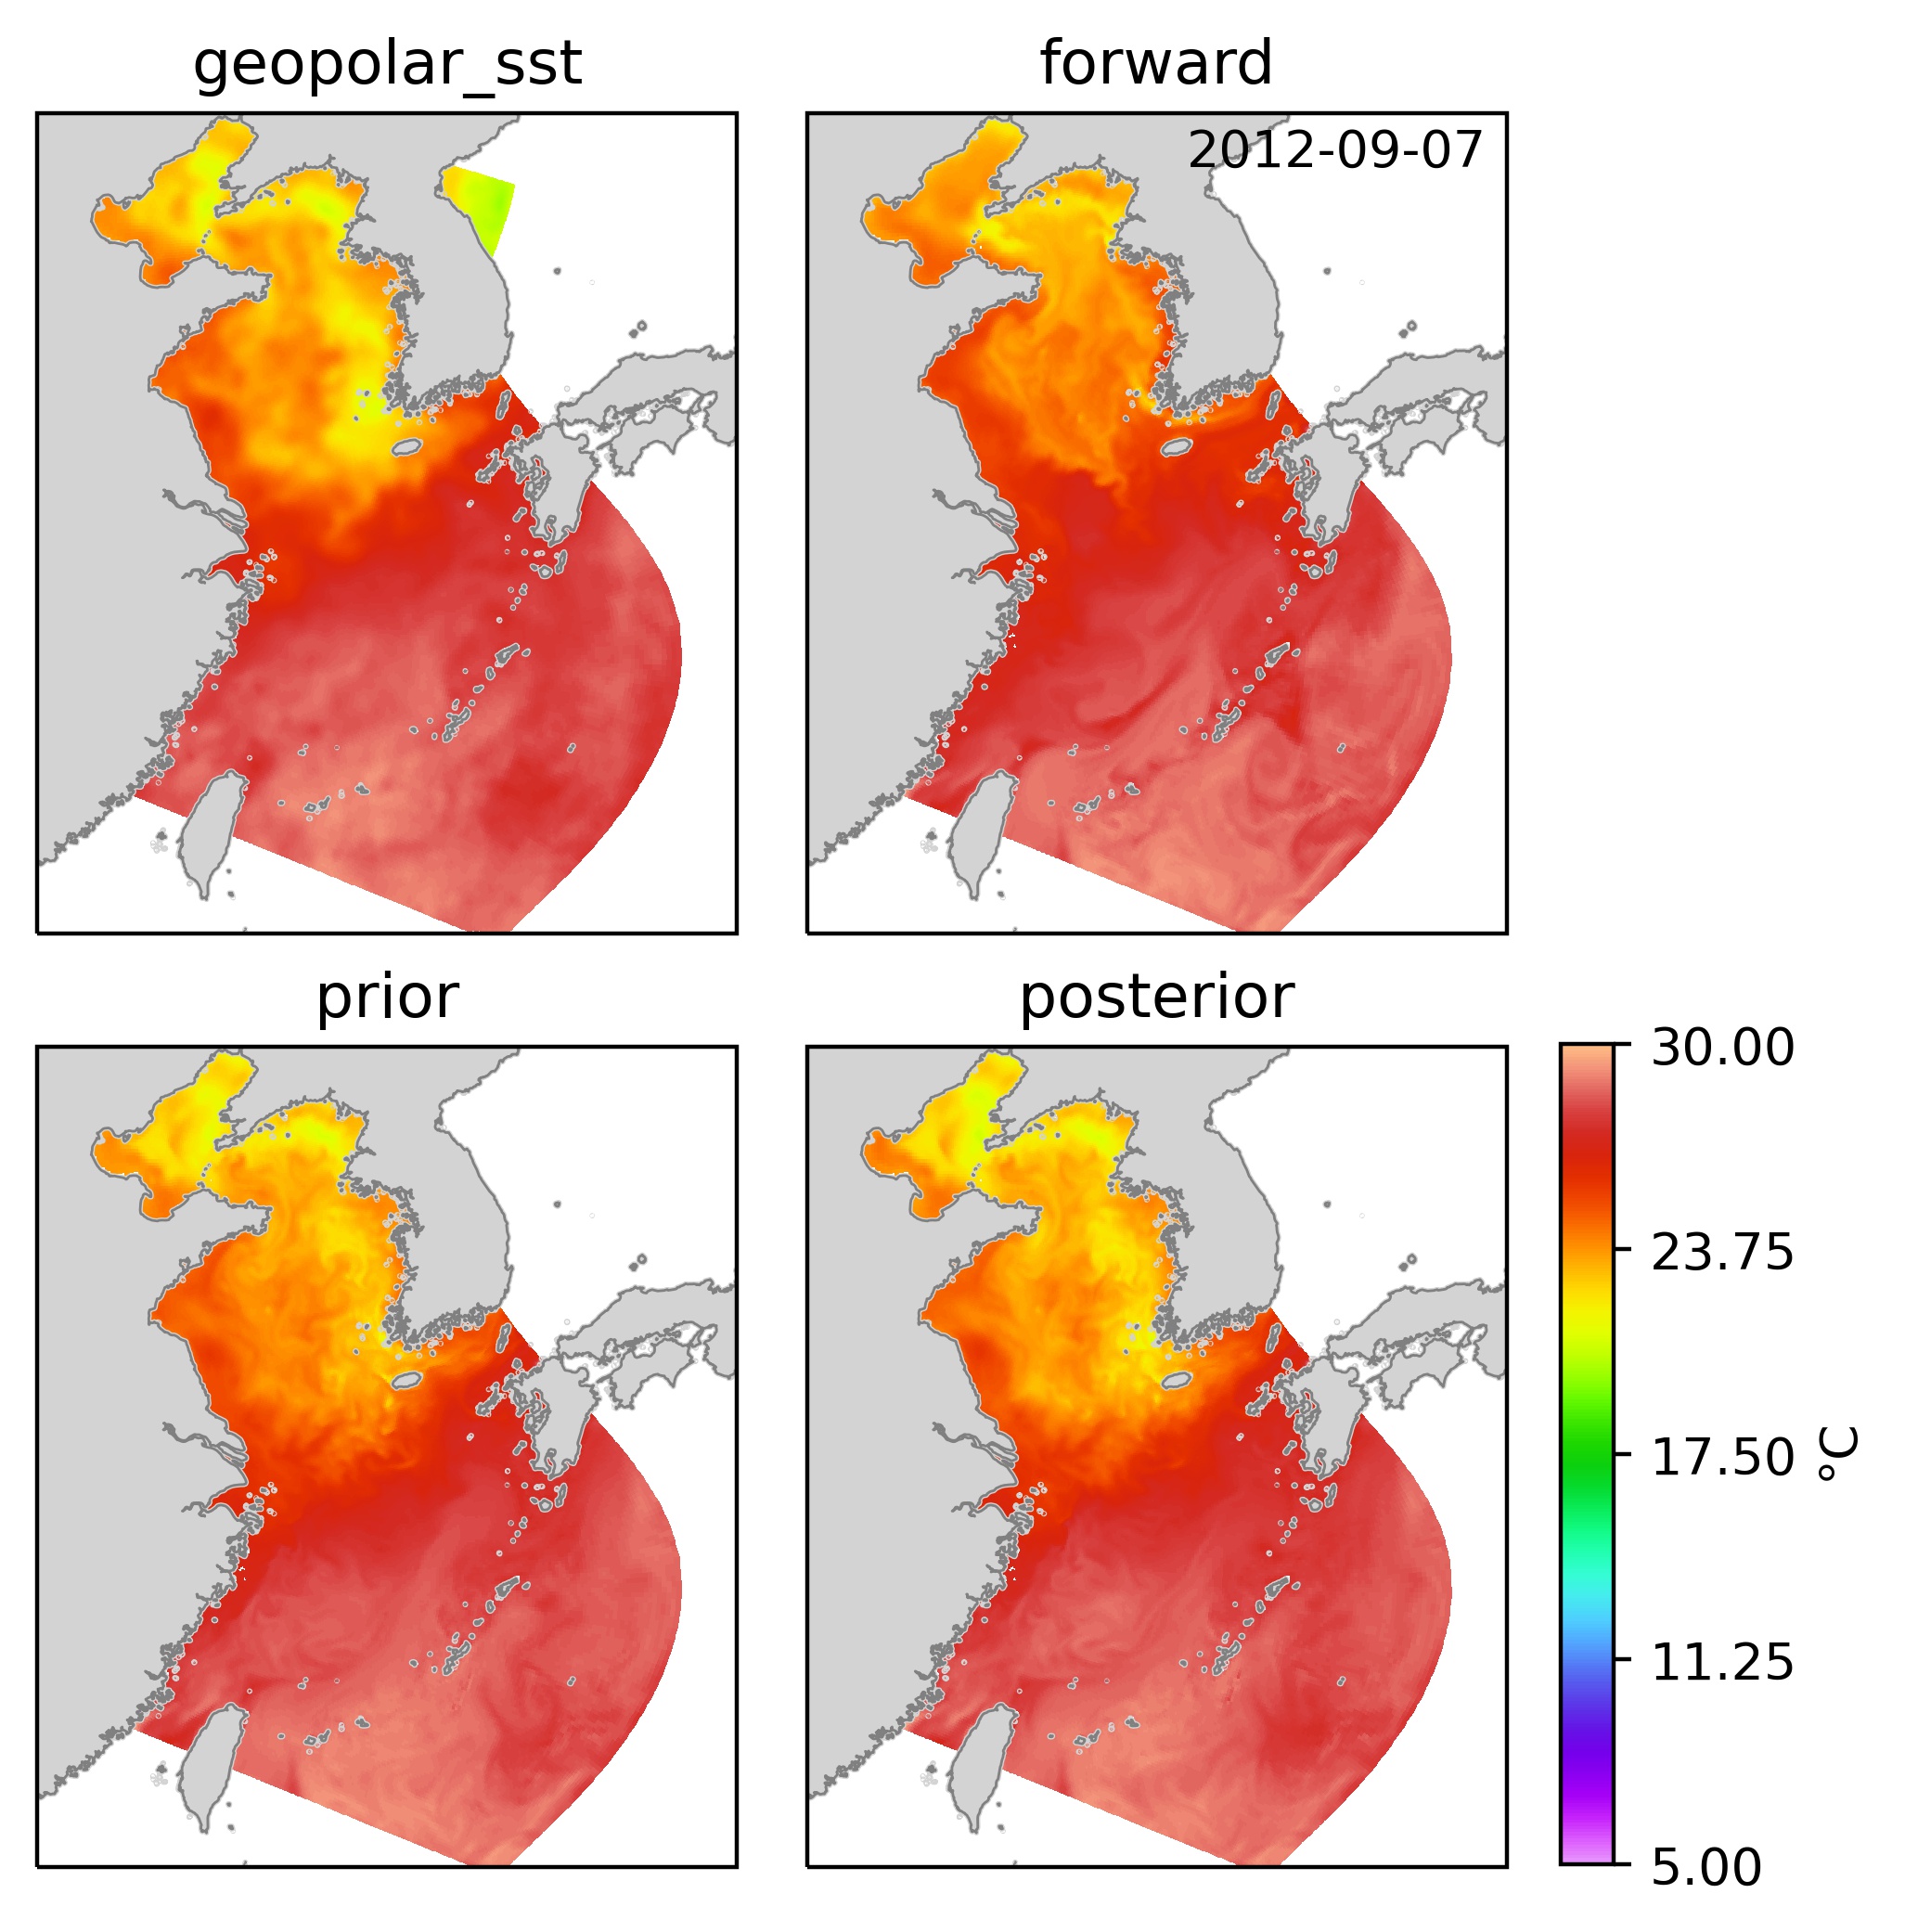 geopolar_sst
forward
2012-09-07
prior
posterior
30.00
23.75
17.50
11.25
5.00
°C